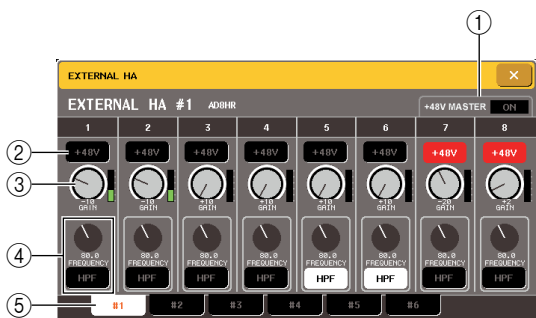 ①
EXTERNAL HA ×
EXTERNAL HA #1 AD8HR +48V MASTER ON
1 2 3 4 5 6 7 8
② +48V +48V +48V +48V +48V +48V +48V +48V
③ -10 -10 +10 +10 +10 +10 -20 +2
GAIN GAIN GAIN GAIN GAIN GAIN GAIN GAIN
④ 80.0 80.0 80.0 80.0 80.0 80.0 80.0 80.0
FREQUENCY FREQUENCY FREQUENCY FREQUENCY FREQUENCY FREQUENCY FREQUENCY FREQUENCY
HPF HPF HPF HPF HPF HPF HPF HPF
⑤ #1 #2 #3 #4 #5 #6